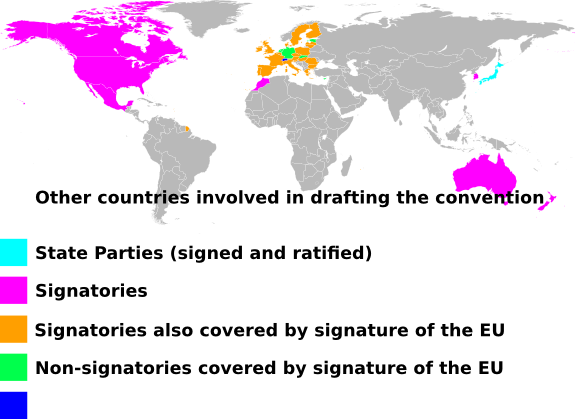 Other countries involved in drafting the convention
State Parties (signed and ratified)
Signatories
Signatories also covered by signature of the EU
Non-signatories covered by signature of the EU